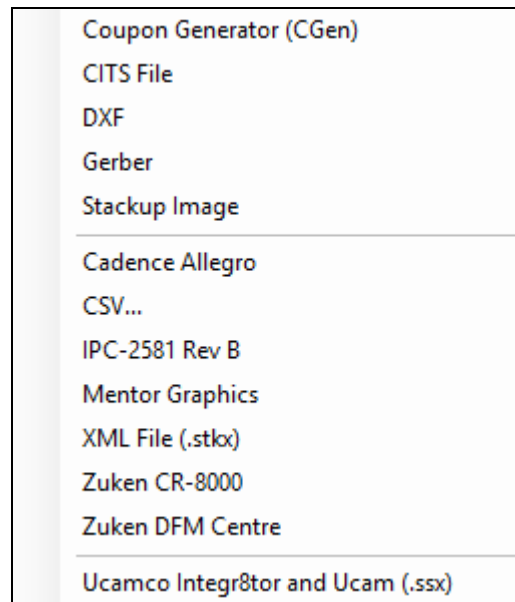 Coupon Generator (CGen)
CITS File
DXF
Gerber
Stackup Image
Cadence Allegro
CSV...
IPC-2581 Rev B
Mentor Graphics
XML File (.stkx)
Zuken CR-8000
Zuken DFM Centre
Ucamco Integr8tor and Ucam (.ssx)